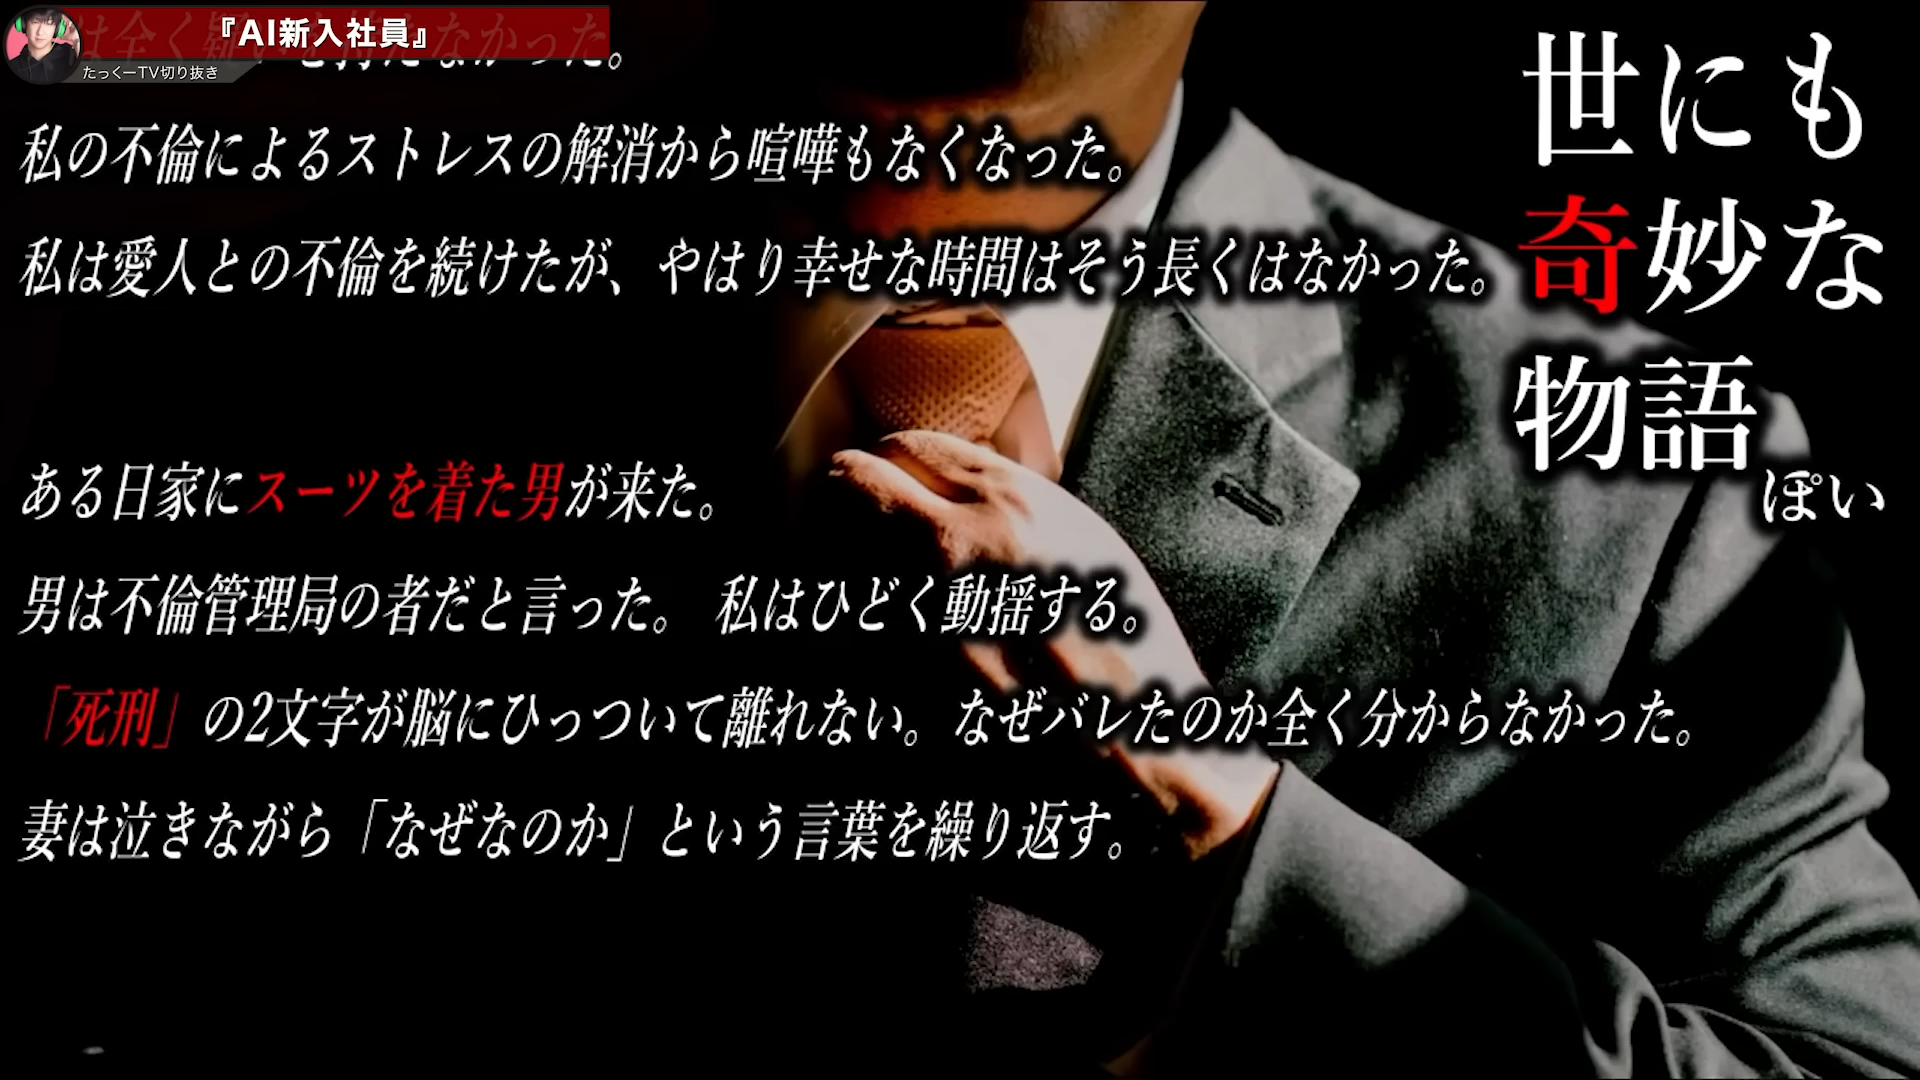 『AI新入社員』
たっくーTV切り抜き
私の不倫によるストレスの解消から喧嘩もなくなった。
私は愛人との不倫を続けたが、やはり幸せな時間はそう長くはなかった。
ある日家にスーツを着た男が来た。
男は不倫管理局の者だと言った。 私はひどく動揺する。
「死刑」の2文字が脳にひっついて離れない。なぜバレたのか全く分からなかった。
妻は泣きながら「なぜなのか」という言葉を繰り返す。
世にも
奇妙な
物語
ぽい